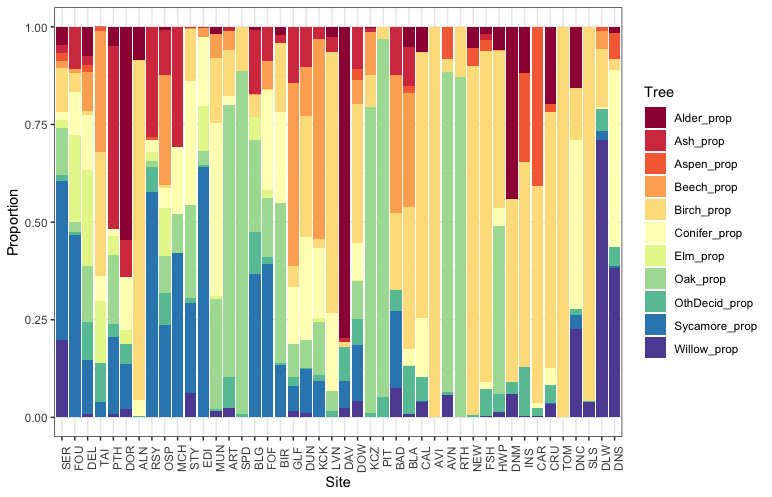 1.00
0.75
0.50
0.25
0.00
Proportion
SER FOU DEL TAI PTH DOR ALN RSY OSP MCH STY EDI MUN ART SPD BLG FOF BIR GLF DUN KCK LVN DAV DOW KCZ PIT BAD BLA CAL AVI AVN RTH NEW FSH HWP DNM INS CAR CRU TOM DNC SLS DLW DNS
Site
Tree
Alder_prop
Ash_prop
Aspen_prop
Beech_prop
Birch_prop
Conifer_prop
Elm_prop
Oak_prop
OthDecid_prop
Sycamore_prop
Willow_prop